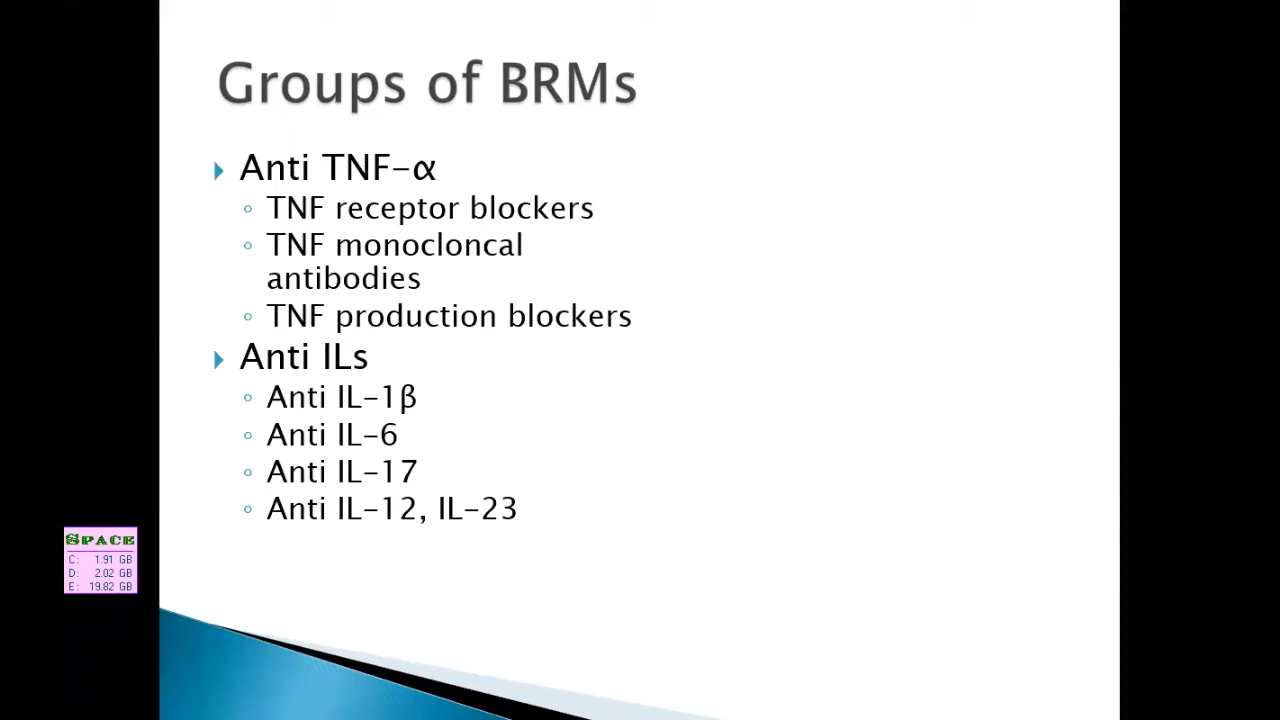 Groups of BRMs
Anti TNF-α
TNF receptor blockers
TNF monocloncal
antibodies
TNF production blockers
Anti ILs
Anti IL-1β
Anti IL-6
Anti IL-17
Anti IL-12, IL-23
SPACE
C: 1.91 GB
D: 2.02 GB
E: 19.82 GB